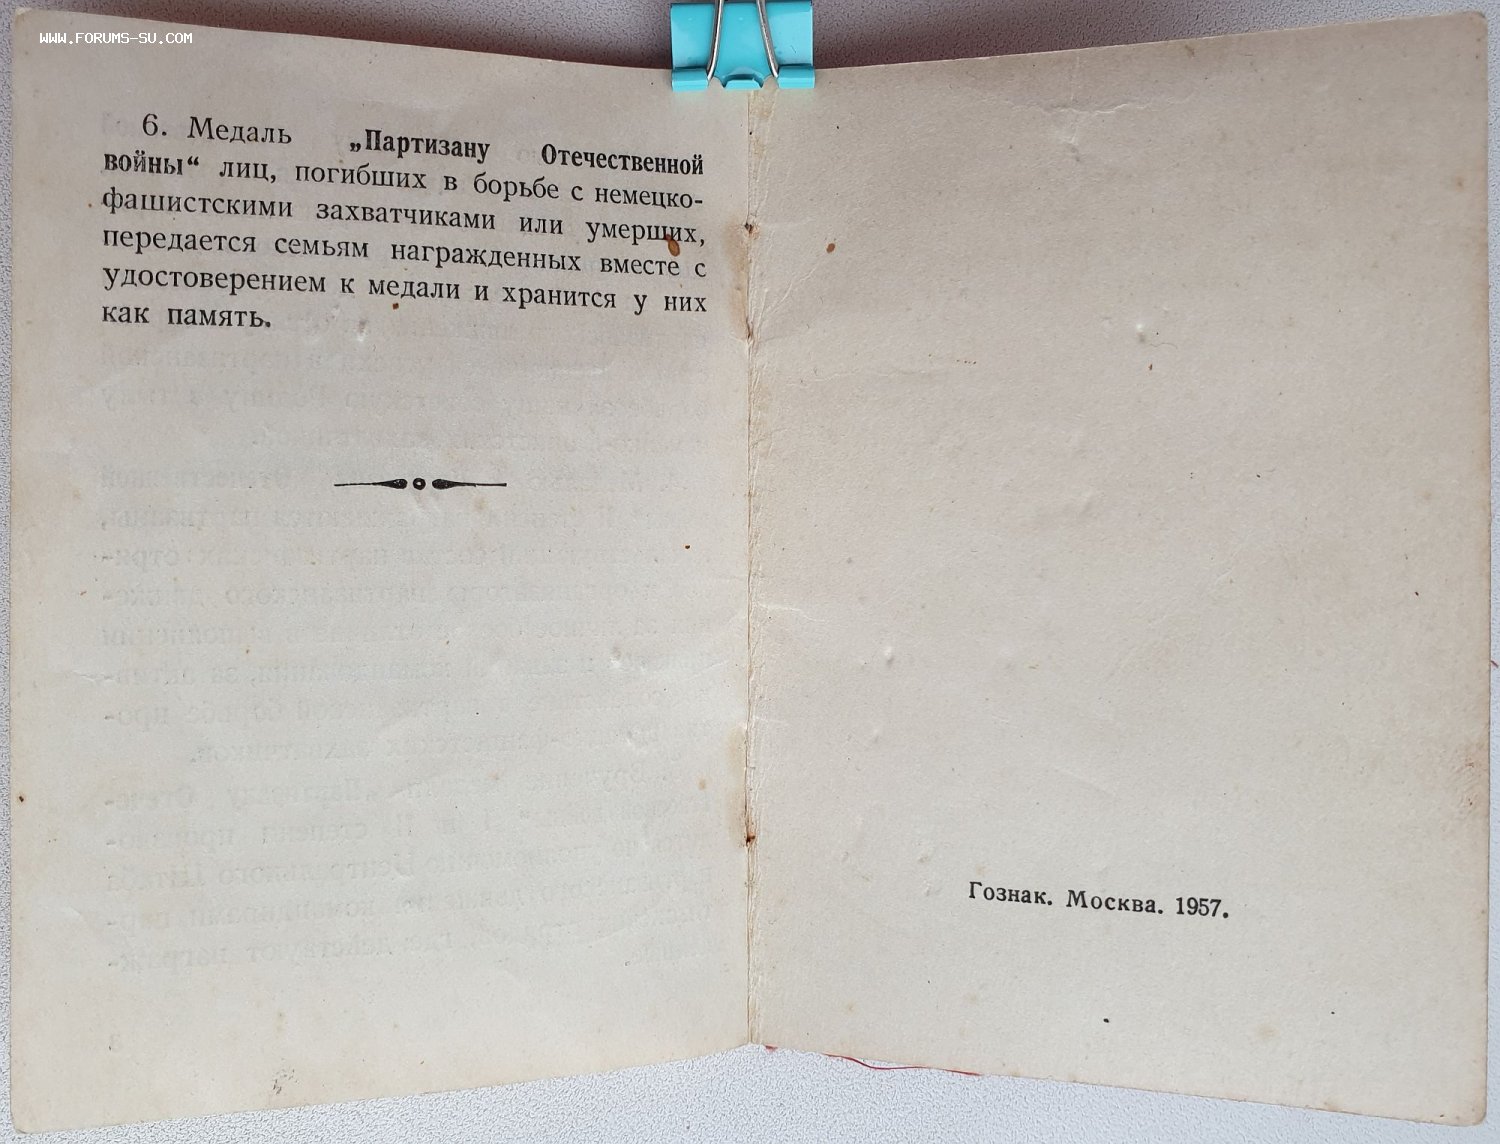 WWW.FORUMS-SU.COM
6. Медаль „Партизану Отечественной
войны“ лиц, погибших в борьбе с немецко-
фашистскими захватчиками или умерших,
передается семьям награжденных вместе с
удостоверением к медали и хранится у них
как память.
Гознак. Москва. 1957.